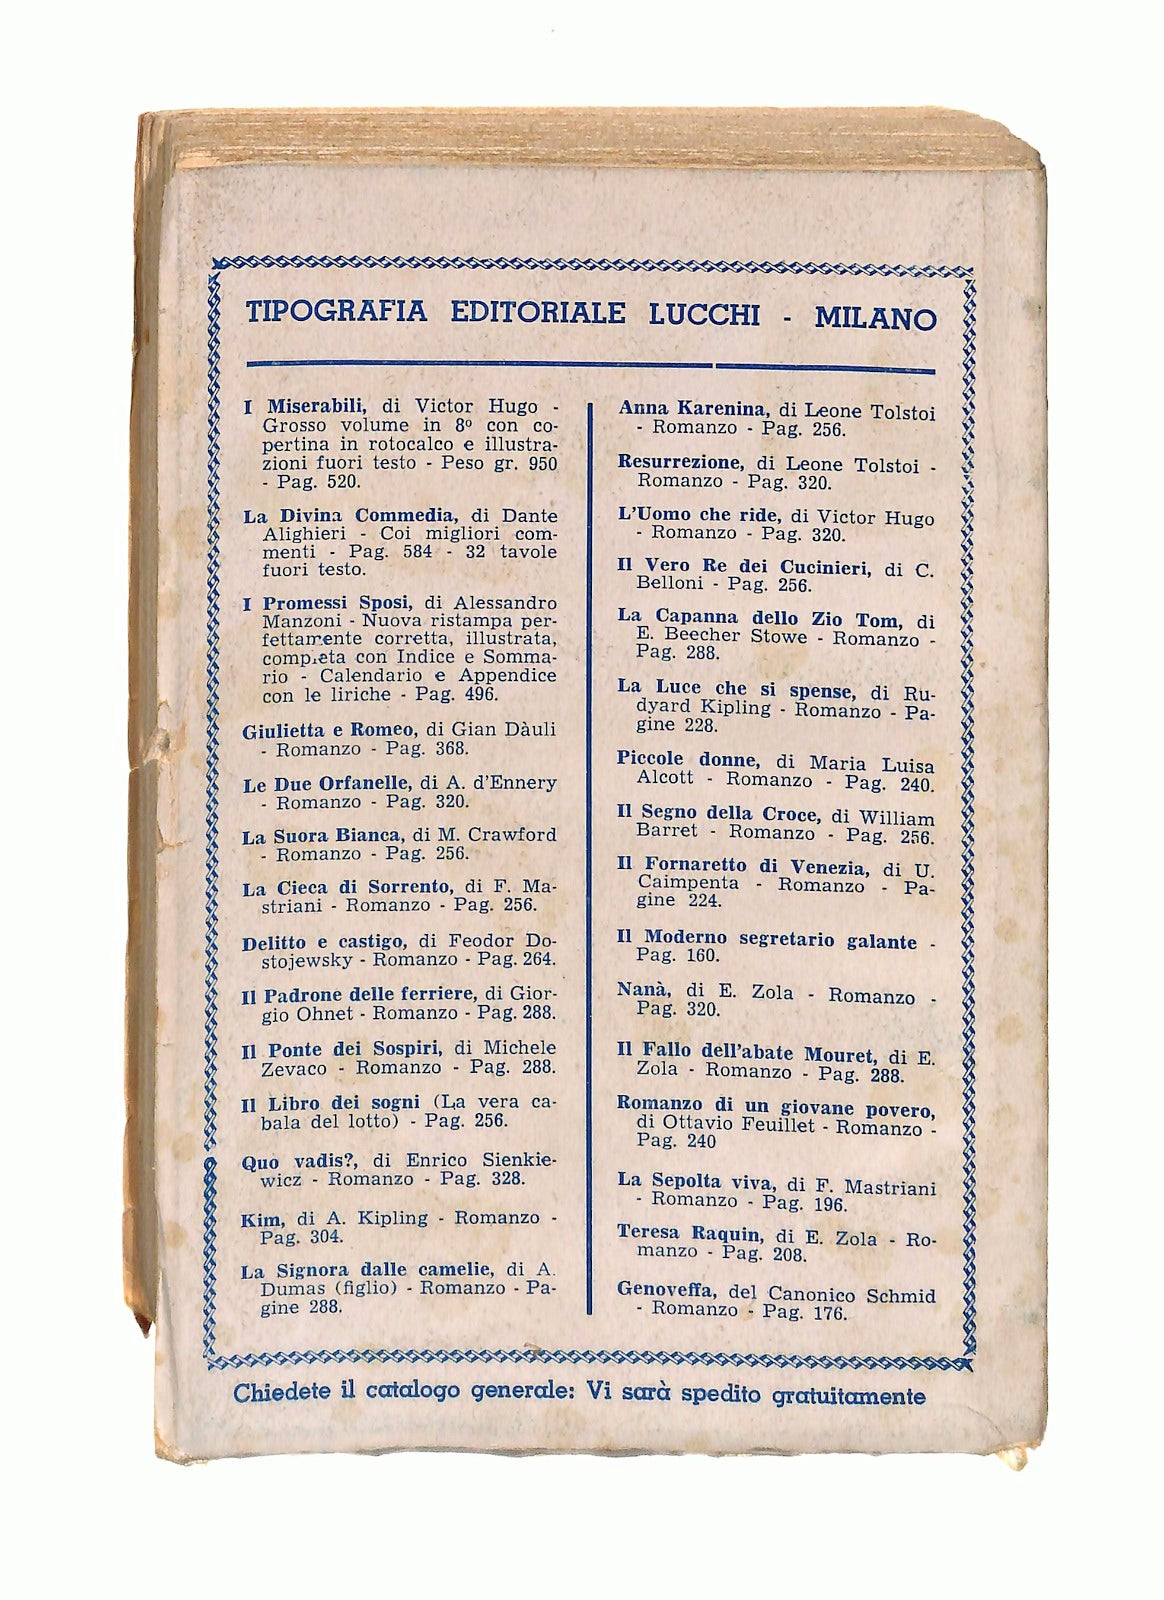 TIPOGRAFIA EDITORIALE LUCCHI - MILANO
I Miserabili, di Victor Hugo -
Grosso volume in 8º con co-
pertina in rotocalco e illustra-
zioni fuori testo - Peso gr. 950
- Pag. 520.
La Divina Commedia, di Dante
Alighieri - Coi migliori com-
menti - Pag. 584 - 32 tavole
fuori testo.
I Promessi Sposi, di Alessandro
Manzoni - Nuova ristampa per-
fettamente corretta, illustrata,
completa con Indice e Somma-
rio - Calendario e Appendice
con le liriche - Pag. 496.
Giulietta e Romeo, di Gian Dàuli
- Romanzo - Pag. 368.
Le Due Orfanelle, di A. d'Ennery
- Romanzo - Pag. 320.
La Suora Bianca, di M. Crawford
- Romanzo - Pag. 256.
La Cieca di Sorrento, di F. Ma-
striani - Romanzo - Pag. 256.
Delitto e castigo, di Feodor Do-
stojewsky - Romanzo - Pag. 264.
Il Padrone delle ferriere, di Gior-
gio Ohnet - Romanzo - Pag. 288.
Il Ponte dei Sospiri, di Michele
Zevaco - Romanzo - Pag. 288.
Il Libro dei sogni (La vera ca-
bala del lotto) - Pag. 256.
Quo vadis?, di Enrico Sienkie-
wicz - Romanzo - Pag. 328.
Kim, di A. Kipling - Romanzo -
Pag. 304.
La Signora dalle camelie, di A.
Dumas (figlio) - Romanzo - Pa-
gine 288.
Anna Karenina, di Leone Tolstoi
- Romanzo - Pag. 256.
Resurrezione, di Leone Tolstoi -
Romanzo - Pag. 320.
L'Uomo che ride, di Victor Hugo
- Romanzo - Pag. 320.
Il Vero Re dei Cucinieri, di C.
Belloni - Pag. 256.
La Capanna dello Zio Tom, di
E. Beecher Stowe - Romanzo -
Pag. 288.
La Luce che si spense, di Ru-
dyard Kipling - Romanzo - Pa-
gine 228.
Piccole donne, di Maria Luisa
Alcott - Romanzo - Pag. 240.
Il Segno della Croce, di William
Barret - Romanzo - Pag. 256.
Il Fornaretto di Venezia, di U.
Caimpenta - Romanzo - Pa-
gine 224.
Il Moderno segretario galante -
Pag. 160.
Nanà, di E. Zola - Romanzo -
Pag. 320.
Il Fallo dell'abate Mouret, di E.
Zola - Romanzo - Pag. 288.
Romanzo di un giovane povero,
di Ottavio Feuillet - Romanzo -
Pag. 240
La Sepolta viva, di F. Mastriani
- Romanzo - Pag. 196.
Teresa Raquin, di E. Zola - Ro-
manzo - Pag. 208.
Genoveffa, del Canonico Schmid
- Romanzo - Pag. 176.
Chiedete il catalogo generale: Vi sarà spedito gratuitamente